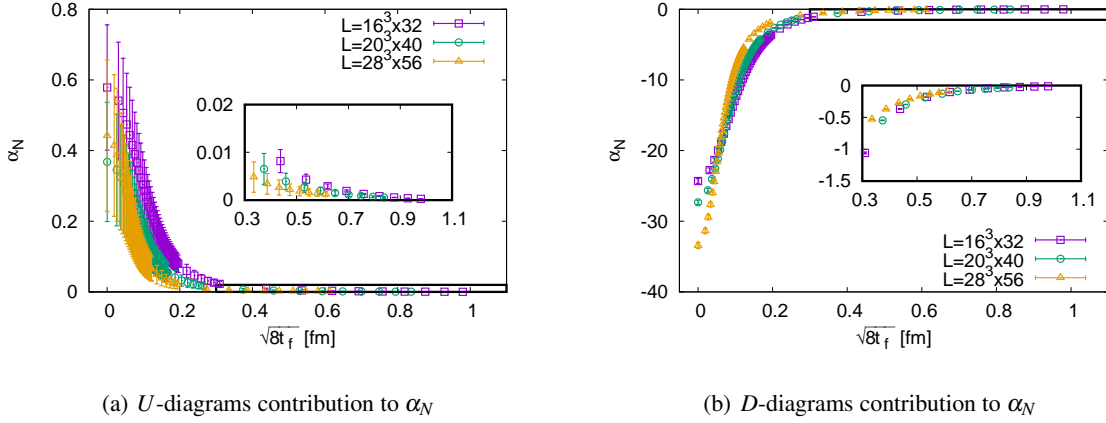 0.8
0.6
0.4
0.2
0
α_N
L=16³x32
L=20³x40
L=28³x56
0.02
0.01
0
0.3 0.5 0.7 0.9 1.1
0 0.2 0.4 0.6 0.8 1
√8t_f [fm]
(a) U-diagrams contribution to α_N
0
-10
-20
-30
-40
α_N
0
-0.5
-1
-1.5
0.3 0.5 0.7 0.9 1.1
L=16³x32
L=20³x40
L=28³x56
0 0.2 0.4 0.6 0.8 1
√8t_f [fm]
(b) D-diagrams contribution to α_N